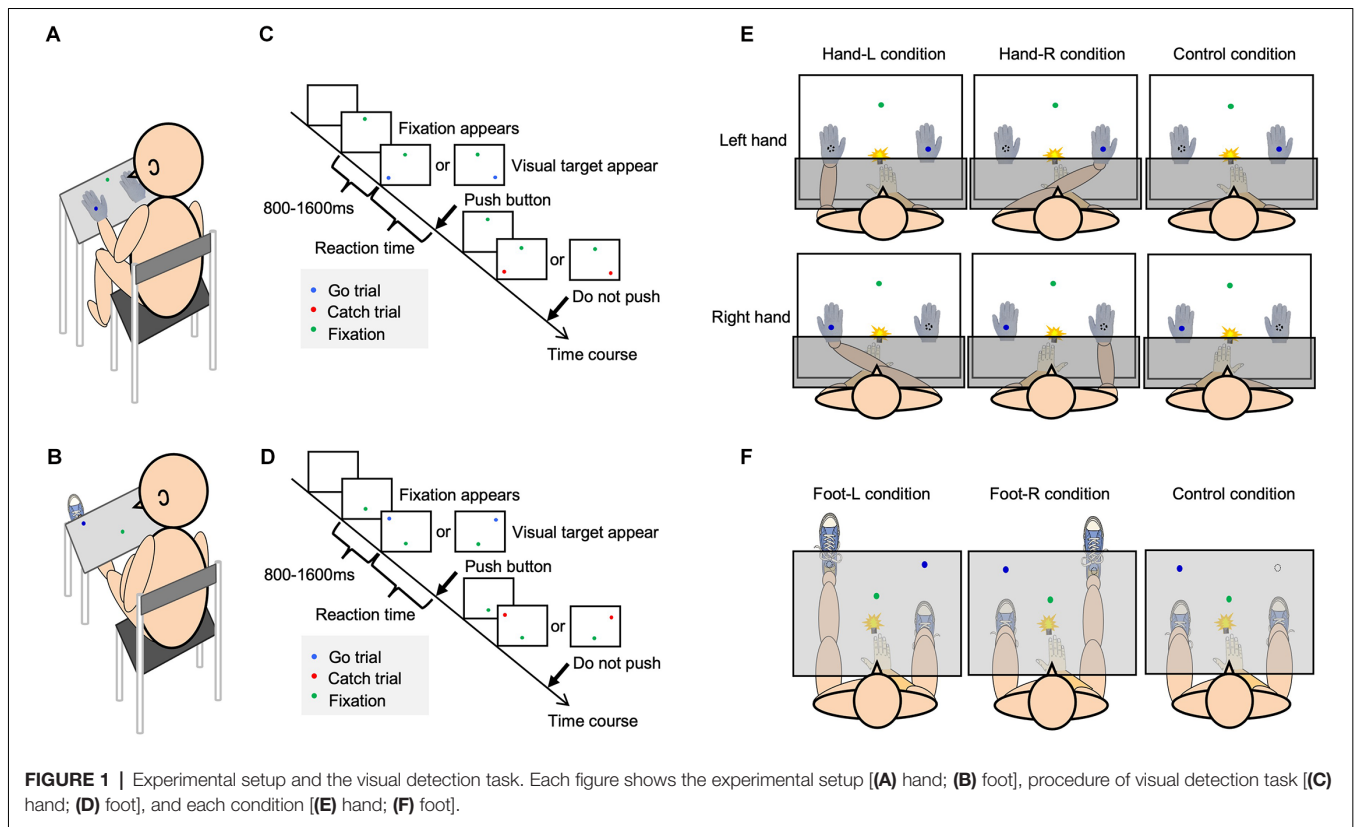 A
C
Fixation appears
or
Visual target appear
Push button
800-1600ms
Reaction time
or
Go trial
Catch trial
Fixation
Do not push
Time course
E
Hand-L condition
Hand-R condition
Control condition
Left hand
Right hand
B
D
Fixation appears
or
Visual target appear
Push button
800-1600ms
Reaction time
or
Go trial
Catch trial
Fixation
Do not push
Time course
F
Foot-L condition
Foot-R condition
Control condition
FIGURE 1 | Experimental setup and the visual detection task. Each figure shows the experimental setup [(A) hand; (B) foot], procedure of visual detection task [(C)
hand; (D) foot], and each condition [(E) hand; (F) foot].